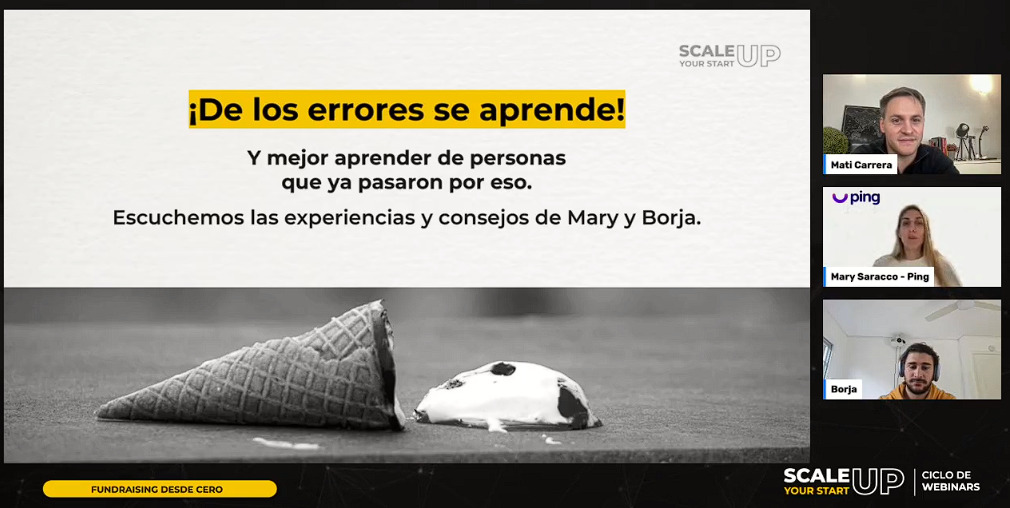 SCALE UP
YOUR START
¡De los errores se aprende!
Y mejor aprender de personas
que ya pasaron por eso.
Escuchemos las experiencias y consejos de Mary y Borja.
Mati Carrera
ping
Mary Saracco - Ping
Borja
FUNDRAISING DESDE CERO
SCALE UP
YOUR START
CICLO DE
WEBINARS